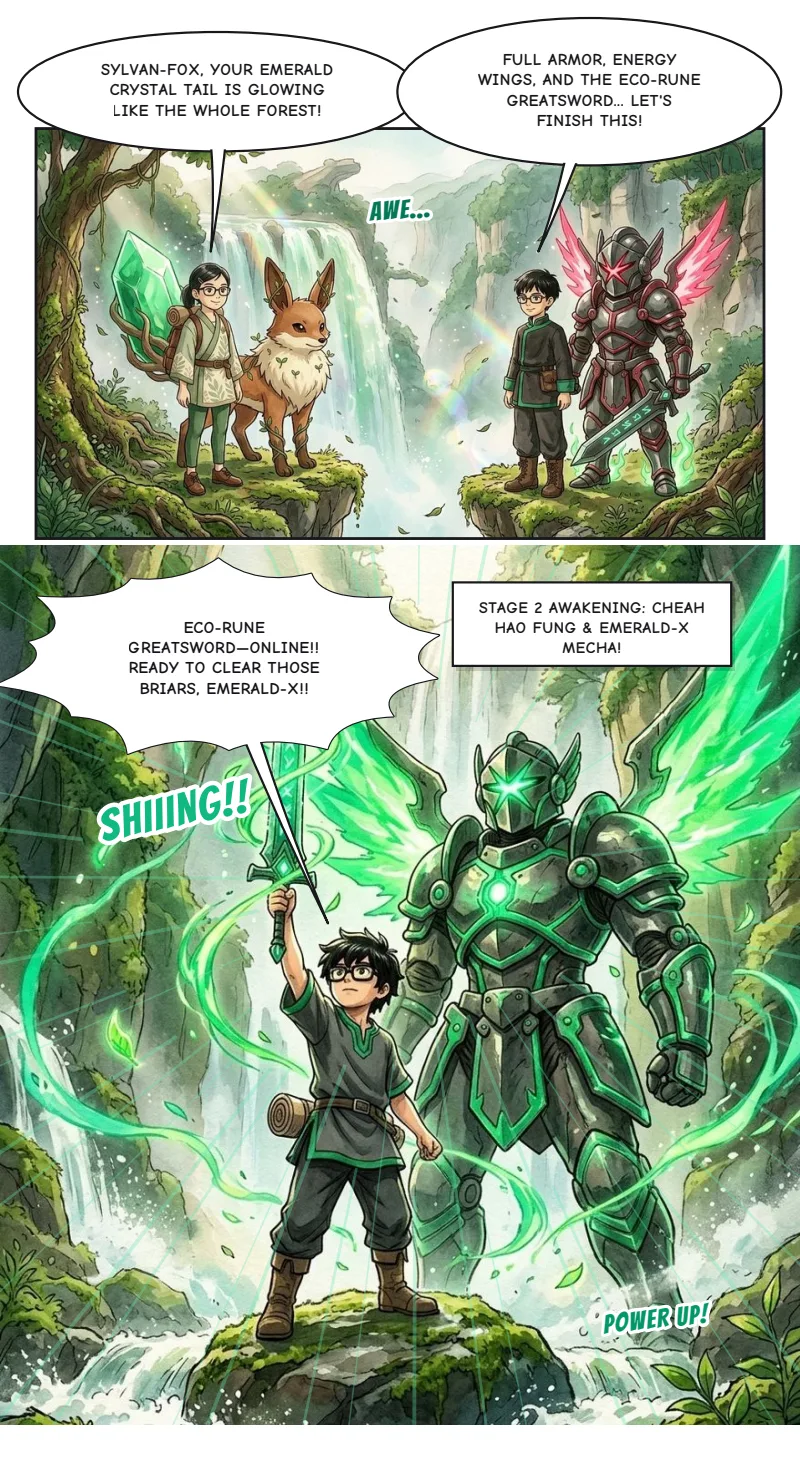 SYLVAN-FOX, YOUR EMERALD
CRYSTAL TAIL IS GLOWING
LIKE THE WHOLE FOREST!
FULL ARMOR, ENERGY
WINGS, AND THE ECO-RUNE
GREATSWORD... LET'S
FINISH THIS!
AWE...
ECO-RUNE
GREATSWORD—ONLINE!!
READY TO CLEAR THOSE
BRIARS, EMERALD-X!!
STAGE 2 AWAKENING: CHEAH
HAO FUNG & EMERALD-X
MECHA!
SHIIING!!
POWER UP!